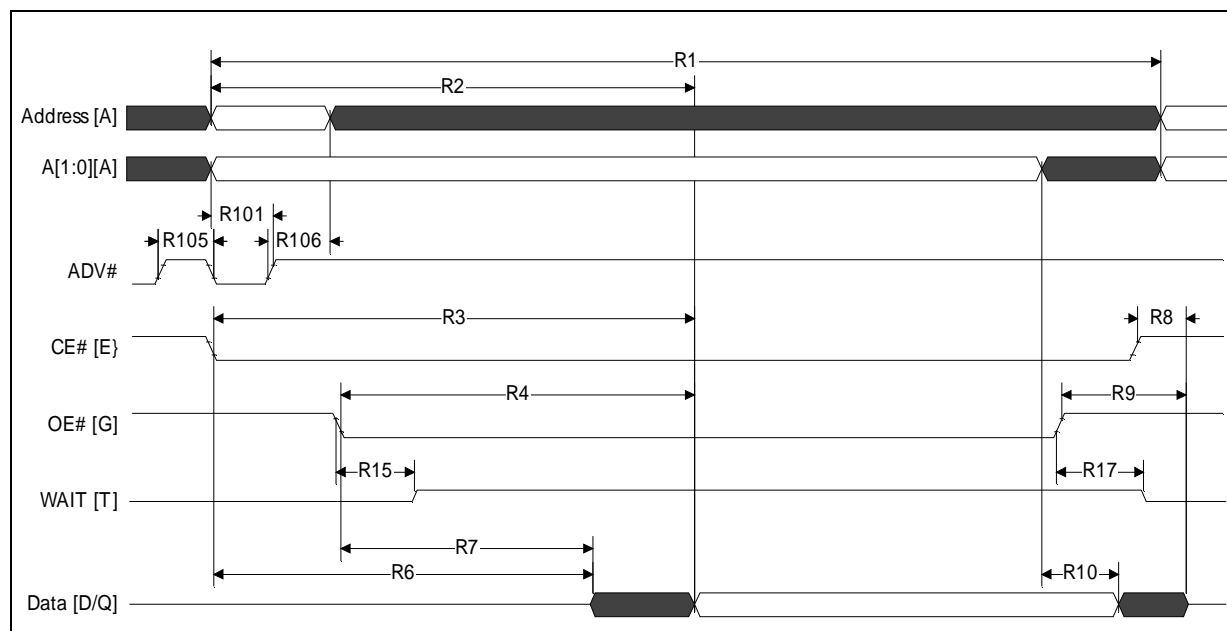 R1
R2
Address [A]
A[1:0][A]
R101
R105
R106
ADV#
R3
R8
CE# [E}
R4
R9
OE# [G]
R15
R17
WAIT [T]
R7
R6
R10
Data [D/Q]